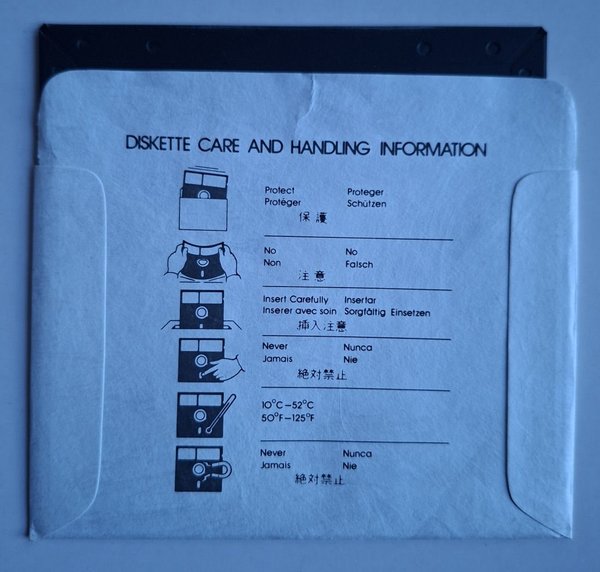 DISKETTE CARE AND HANDLING INFORMATION
Protect Proteger
Protéger Schützen
保護
No No
Non Falsch
注意
Insert Carefully Insertar
Inserer avec soin Sorgfältig Einsetzen
挿入注意
Never Nunca
Jamais Nie
絶対禁止
10°C–52°C
50°F–125°F
Never Nunca
Jamais Nie
絶対禁止